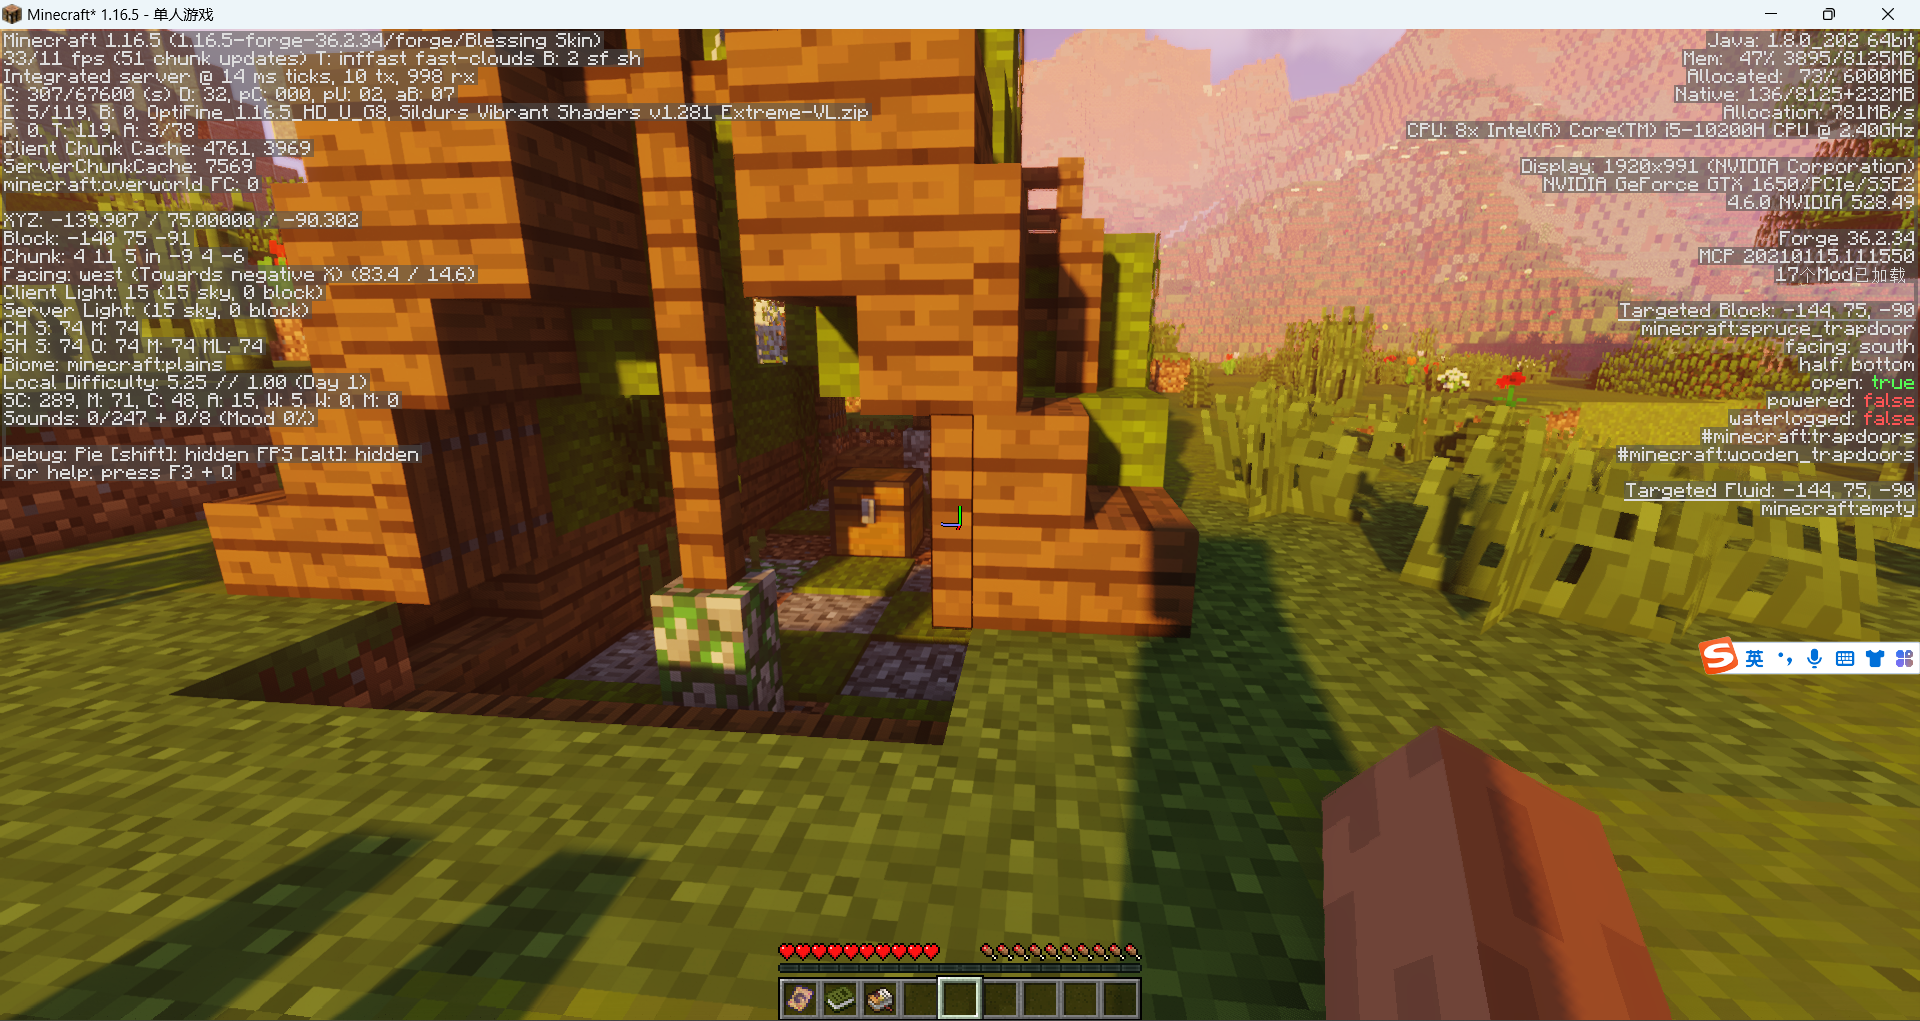 Minecraft* 1.16.5 - 单人游戏
Minecraft 1.16.5 (1.16.5-forge-36.2.34/forge/Blessing Skin)
33/11 fps (51 chunk updates) T: inffast fast-clouds B: 2 sf sh
Integrated server @ 14 ms ticks, 10 tx, 998 rx
C: 307/67600 (s) D: 32, pC: 000, pU: 02, aB: 07
E: 5/119, B: 0, OptiFine_1.16.5_HD_U_G8, Sildurs Vibrant Shaders v1.281 Extreme-VL.zip
P: 0. T: 119, A: 3/78
Client Chunk Cache: 4761, 3969
ServerChunkCache: 7569
minecraft:overworld FC: 0
XYZ: -139.907 / 75.00000 / -90.302
Block: -140 75 -91
Chunk: 4 11 5 in -9 4 -6
Facing: west (Towards negative X) (83.4 / 14.6)
Client Light: 15 (15 sky, 0 block)
Server Light: (15 sky, 0 block)
CH S: 74 M: 74
SH S: 74 O: 74 M: 74 ML: 74
Biome: minecraft:plains
Local Difficulty: 5.25 // 1.00 (Day 1)
SC: 289, M: 71, C: 48, A: 15, W: 5, W: 0, M: 0
Sounds: 0/247 + 0/8 (Mood 0%)
Debug: Pie [shift]: hidden FPS [alt]: hidden
For help: press F3 + Q
Java: 1.8.0_202 64bit
Mem: 47% 3895/8125MB
Allocated: 73% 6000MB
Native: 136/8125+232MB
Allocation: 781MB/s
CPU: 8x Intel(R) Core(TM) i5-10200H CPU @ 2.40GHz
Display: 1920x991 (NVIDIA Corporation)
NVIDIA GeForce GTX 1650/PCIe/SSE2
4.6.0 NVIDIA 528.49
Forge 36.2.34
MCP 20210115.111550
17个Mod已加载
Targeted Block: -144, 75, -90
minecraft:spruce_trapdoor
facing: south
half: bottom
open: true
powered: false
waterlogged: false
#minecraft:trapdoors
#minecraft:wooden_trapdoors
Targeted Fluid: -144, 75, -90
minecraft:empty
S 英